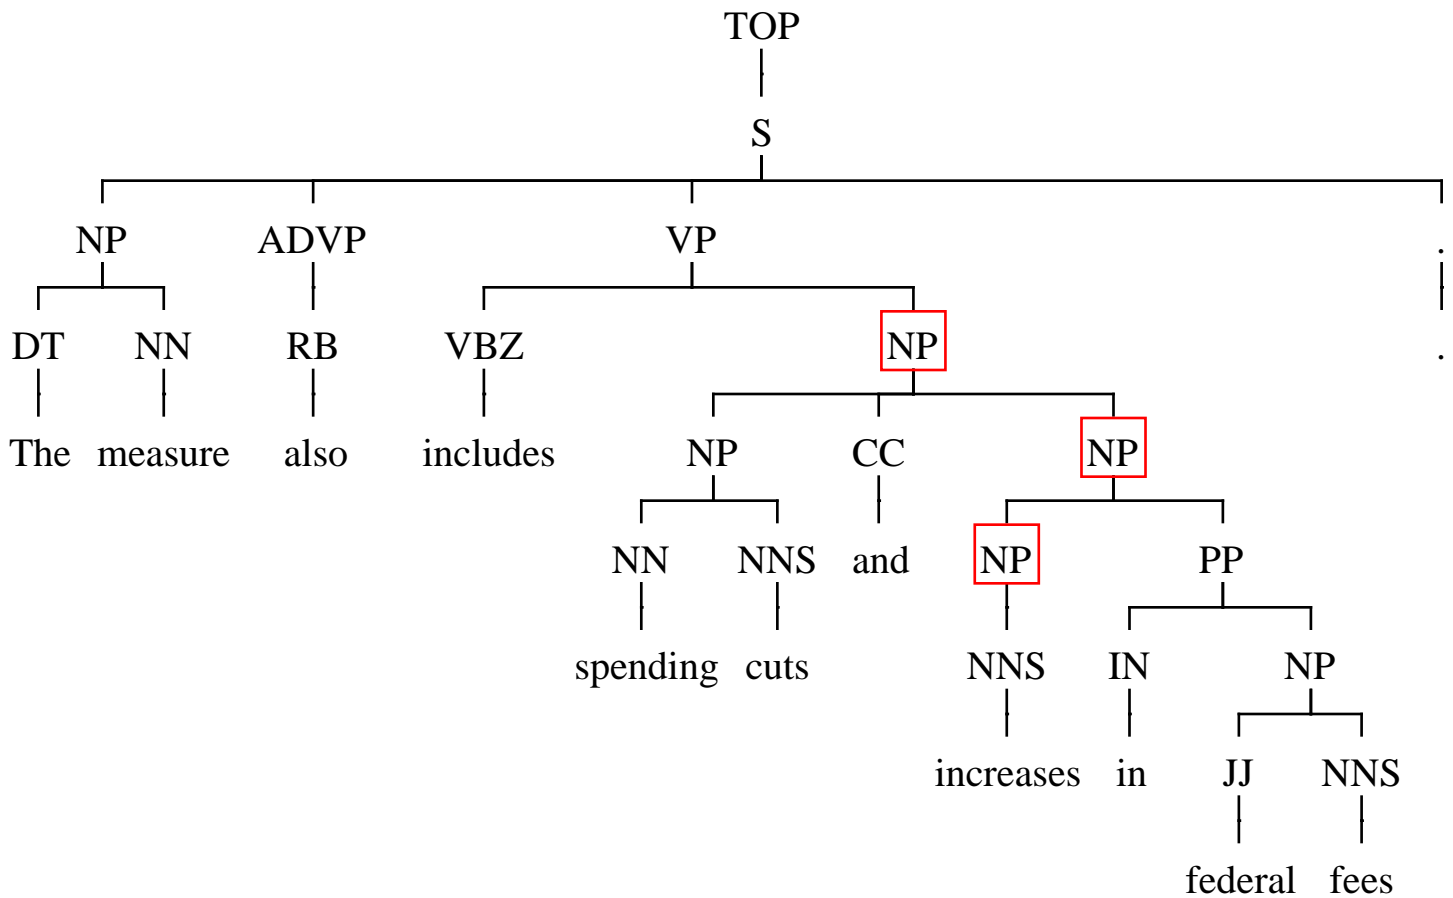 TOP
S
NP ADVP VP .
DT NN RB VBZ NP .
The measure also includes NP CC NP
NN NNS and NP PP
spending cuts NNS IN NP
increases in JJ NNS
federal fees